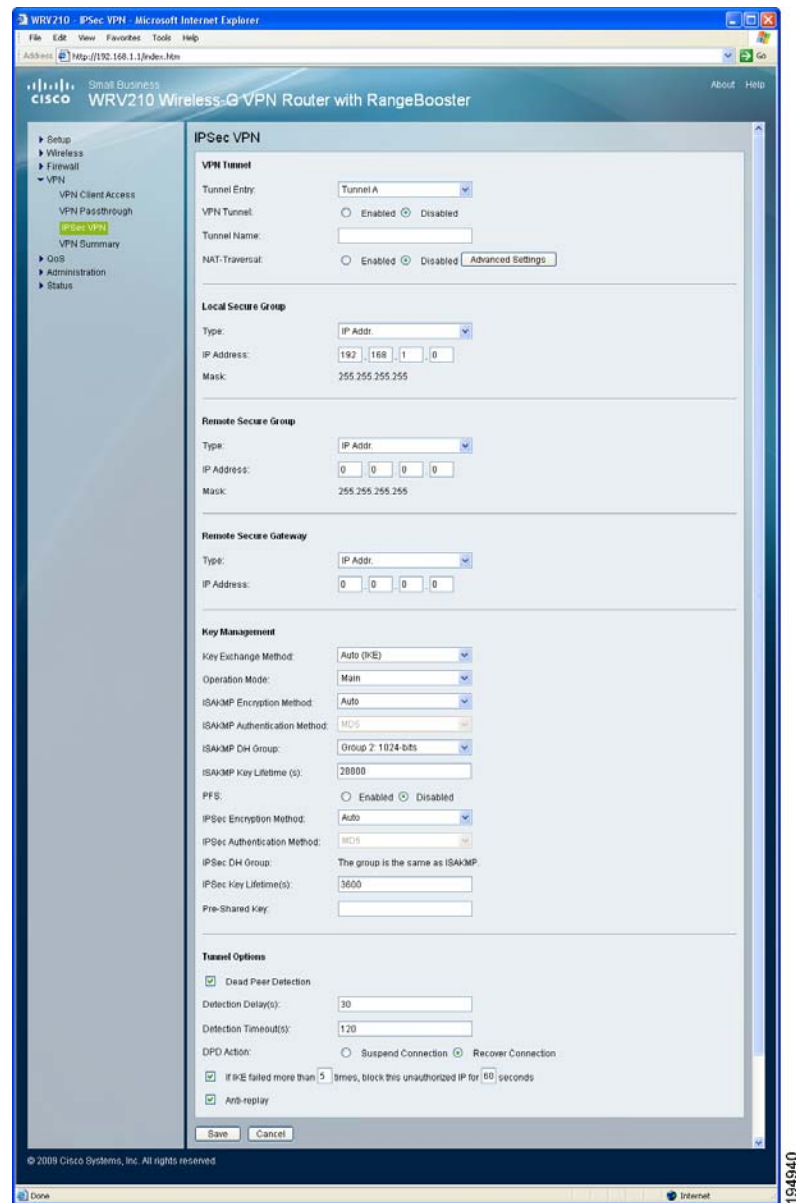 WRV210 - IPSec VPN - Microsoft Internet Explorer
File Edit View Favorites Tools Help
Address http://192.168.1.1/index.htm Go
cisco Small Business
WRV210 Wireless-G VPN Router with RangeBooster
About Help
Setup
Wireless
Firewall
VPN
VPN Client Access
VPN Passthrough
IPSec VPN
VPN Summary
QoS
Administration
Status
IPSec VPN
VPN Tunnel
Tunnel Entry: Tunnel A
VPN Tunnel: Enabled Disabled
Tunnel Name:
NAT-Traversal: Enabled Disabled Advanced Settings
Local Secure Group
Type: IP Addr.
IP Address: 192 . 168 . 1 . 0
Mask: 255.255.255.255
Remote Secure Group
Type: IP Addr.
IP Address: 0 . 0 . 0 . 0
Mask: 255.255.255.255
Remote Secure Gateway
Type: IP Addr.
IP Address: 0 . 0 . 0 . 0
Key Management
Key Exchange Method: Auto (IKE)
Operation Mode: Main
ISAKMP Encryption Method: Auto
ISAKMP Authentication Method: MD5
ISAKMP DH Group: Group 2: 1024-bits
ISAKMP Key Lifetime (s): 28800
PFS: Enabled Disabled
IPSec Encryption Method: Auto
IPSec Authentication Method: MD5
IPSec DH Group: The group is the same as ISAKMP.
IPSec Key Lifetime(s): 3600
Pre-Shared Key:
Tunnel Options
Dead Peer Detection
Detection Delay(s): 30
Detection Timeout(s): 120
DPD Action: Suspend Connection Recover Connection
If IKE failed more than 5 times, block this unauthorized IP for 60 seconds
Anti-replay
Save Cancel
© 2009 Cisco Systems, Inc. All rights reserved.
Done Internet
194940